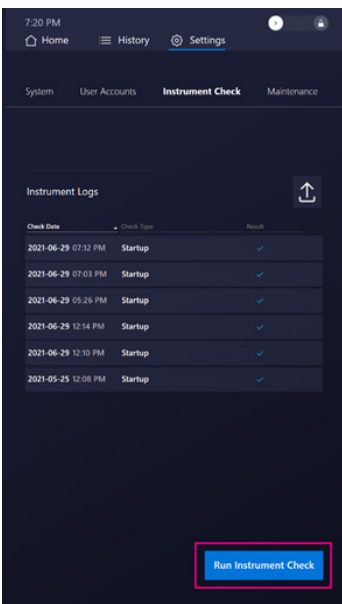 7:20 PM
Home History Settings
System User Accounts Instrument Check Maintenance
Instrument Logs
Check Date Check Type Result
2021-06-29 07:12 PM Startup
2021-06-29 07:03 PM Startup
2021-06-29 05:26 PM Startup
2021-06-29 12:14 PM Startup
2021-06-29 12:10 PM Startup
2021-05-25 12:08 PM Startup
Run Instrument Check